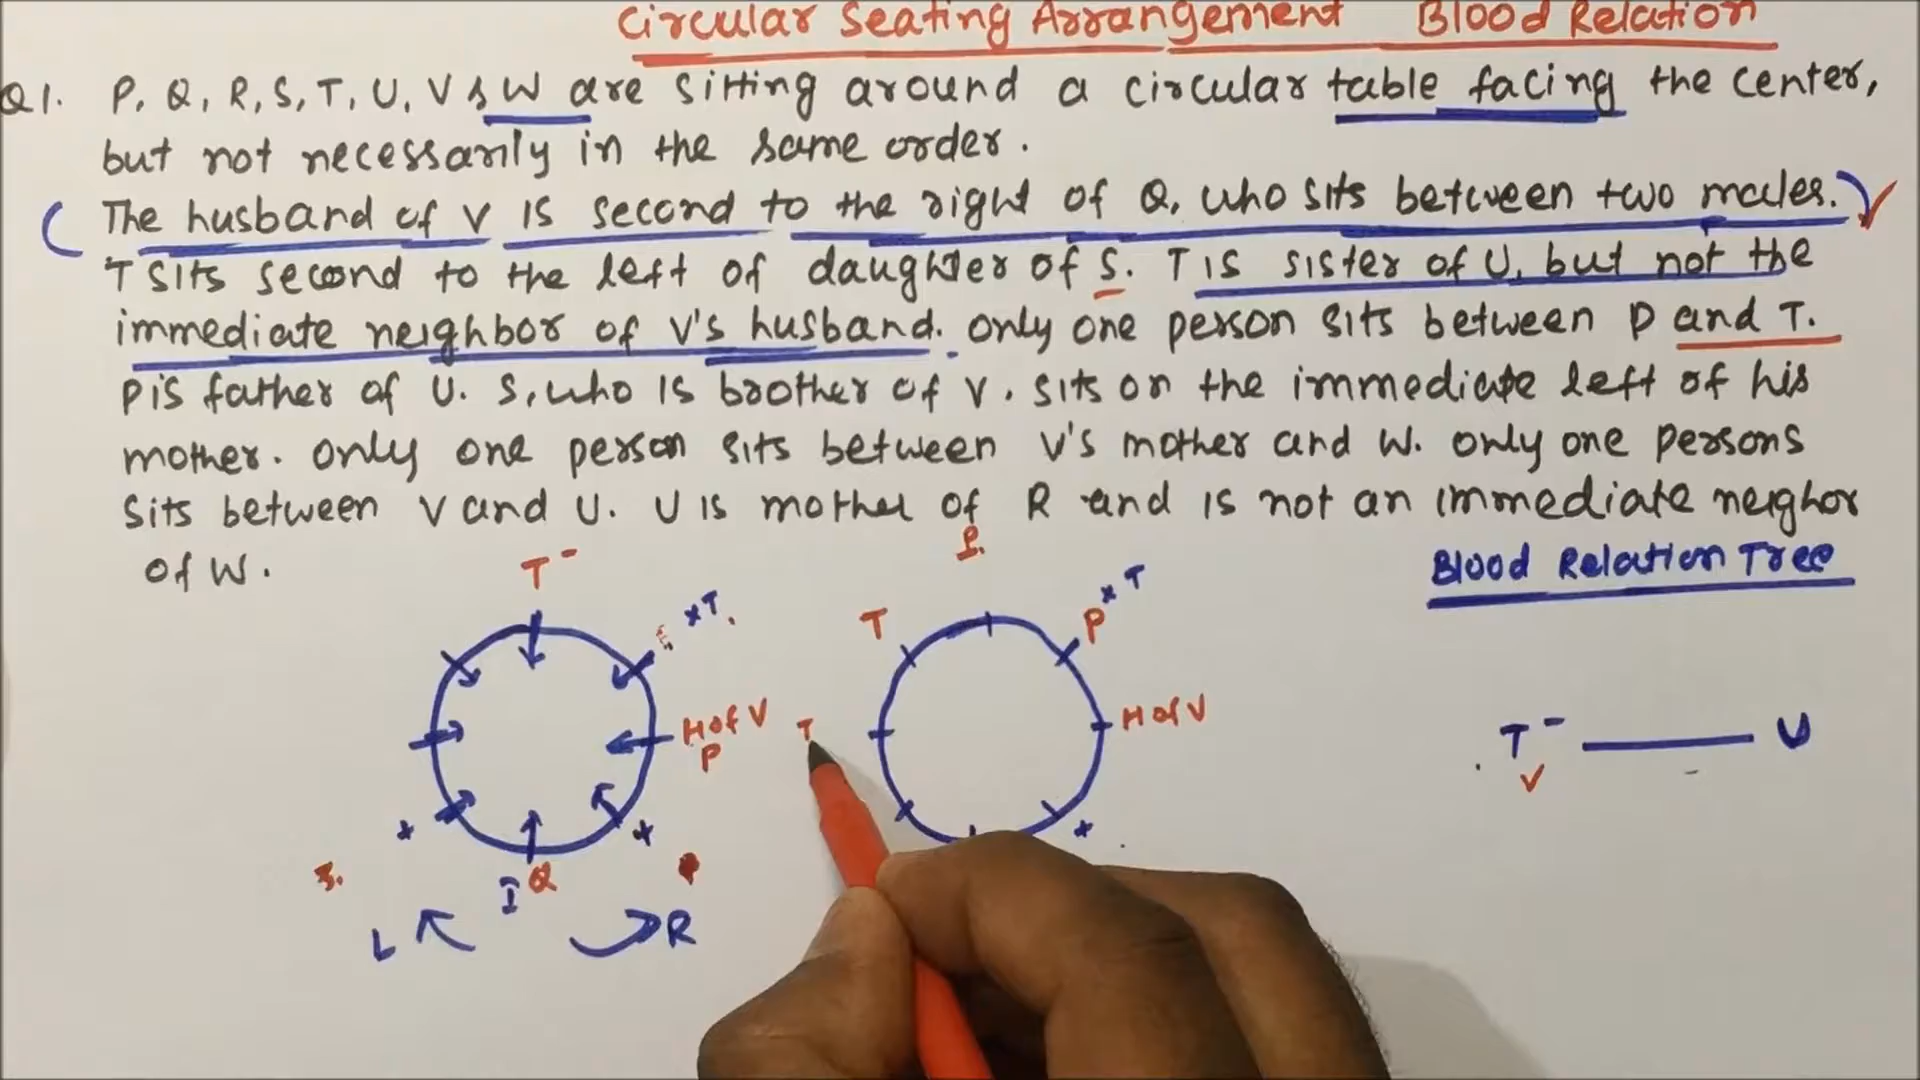 Circular Seating Arrangement Blood Relation
Q1. P, Q, R, S, T, U, V & W are sitting around a circular table facing the center,
but not necessarily in the same order.
The husband of V is second to the right of Q, who sits between two males.
T sits second to the left of daughter of S. T is sister of U, but not the
immediate neighbor of V's husband. only one person sits between P and T.
P is father of U. S, who is brother of V. sits on the immediate left of his
mother. only one person sits between V's mother and W. only one persons
sits between V and U. U is mother of R and is not an immediate neighor
of W.
Blood Relation Tree
T -
x T.
H of V
P
x
x
I Q
L R
P.
T
P x T
H of V
T
x
T - U
V